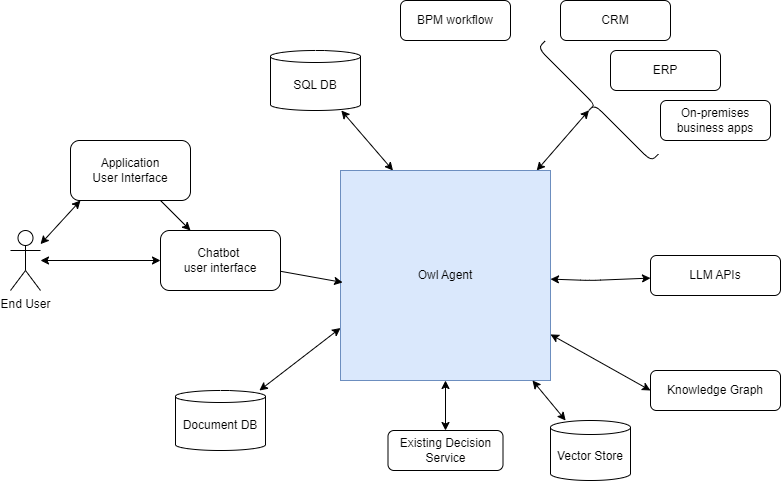 BPM workflow
CRM
ERP
On-premises
business apps
SQL DB
Application
User Interface
Chatbot
user interface
End User
Owl Agent
LLM APIs
Knowledge Graph
Document DB
Existing Decision
Service
Vector Store